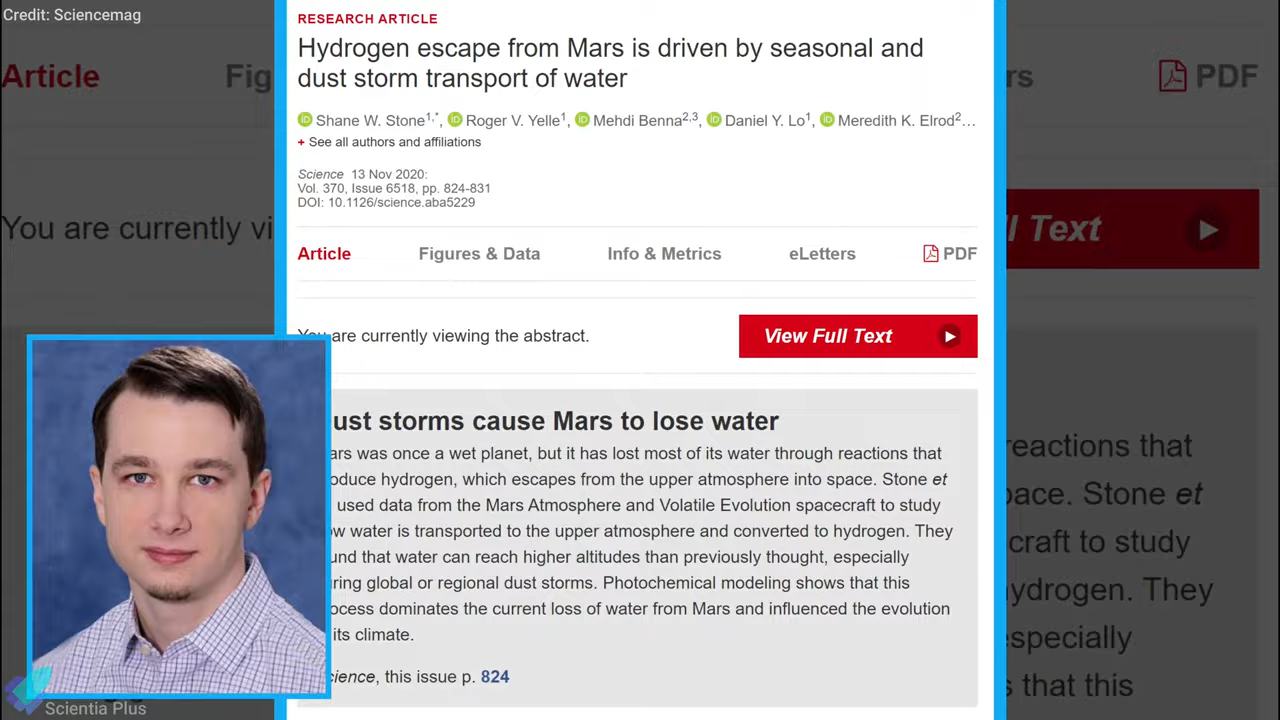 Credit: Sciencemag
RESEARCH ARTICLE
Hydrogen escape from Mars is driven by seasonal and
dust storm transport of water
Shane W. Stone1,*, Roger V. Yelle1, Mehdi Benna2,3, Daniel Y. Lo1, Meredith K. Elrod2…
+ See all authors and affiliations
Science 13 Nov 2020:
Vol. 370, Issue 6518, pp. 824-831
DOI: 10.1126/science.aba5229
Article Figures & Data Info & Metrics eLetters PDF
You are currently viewing the abstract. View Full Text
ust storms cause Mars to lose water
ars was once a wet planet, but it has lost most of its water through reactions that
oduce hydrogen, which escapes from the upper atmosphere into space. Stone et
used data from the Mars Atmosphere and Volatile Evolution spacecraft to study
ow water is transported to the upper atmosphere and converted to hydrogen. They
und that water can reach higher altitudes than previously thought, especially
ring global or regional dust storms. Photochemical modeling shows that this
ocess dominates the current loss of water from Mars and influenced the evolution
its climate.
ience, this issue p. 824
Article Fig rs PDF
You are currently vi ll Text
reactions that
pace. Stone et
craft to study
ydrogen. They
especially
s that this
Scientia Plus